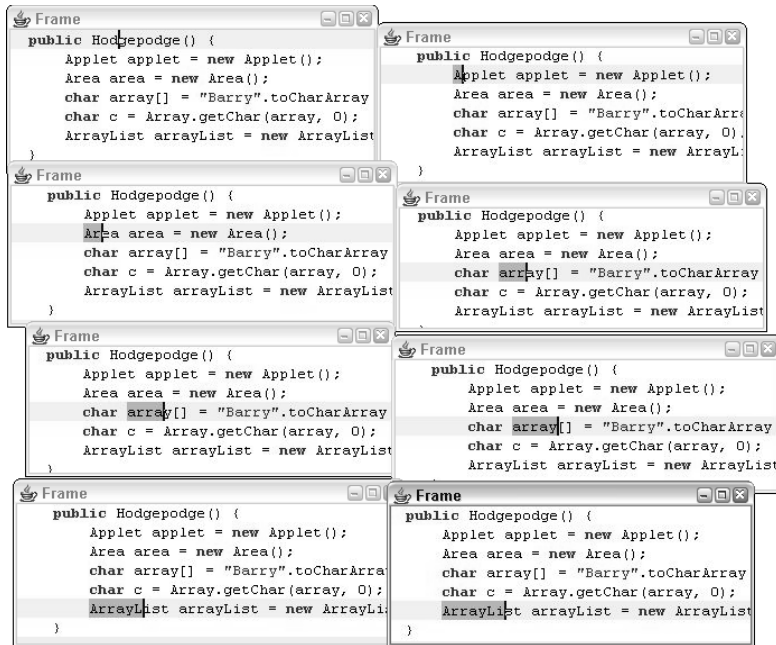 Frame
public Hodgepodge() {
Applet applet = new Applet();
Area area = new Area();
char array[] = "Barry".toCharArray
char c = Array.getChar(array, 0);
ArrayList arrayList = new ArrayList
}
Frame
public Hodgepodge() {
Applet applet = new Applet();
Area area = new Area();
char array[] = "Barry".toCharArra
char c = Array.getChar(array, 0)
ArrayList arrayList = new ArrayLi
}
Frame
public Hodgepodge() {
Applet applet = new Applet();
Area area = new Area();
char array[] = "Barry".toCharArray
char c = Array.getChar(array, 0);
ArrayList arrayList = new ArrayList
}
Frame
public Hodgepodge() {
Applet applet = new Applet();
Area area = new Area();
char array[] = "Barry".toCharArray
char c = Array.getChar(array, 0);
ArrayList arrayList = new ArrayList
Frame
public Hodgepodge() {
Applet applet = new Applet();
Area area = new Area();
char array[] = "Barry".toCharArray
char c = Array.getChar(array, 0);
ArrayList arrayList = new ArrayList
}
Frame
public Hodgepodge() {
Applet applet = new Applet();
Area area = new Area();
char array[] = "Barry".toCharArray
char c = Array.getChar(array, 0);
ArrayList arrayList = new ArrayList
Frame
public Hodgepodge() {
Applet applet = new Applet();
Area area = new Area();
char array[] = "Barry".toCharArra
char c = Array.getChar(array, 0);
ArrayList arrayList = new ArrayLi
}
Frame
public Hodgepodge() {
Applet applet = new Applet();
Area area = new Area();
char array[] = "Barry".toCharArray
char c = Array.getChar(array, 0);
ArrayList arrayList = new ArrayList
}